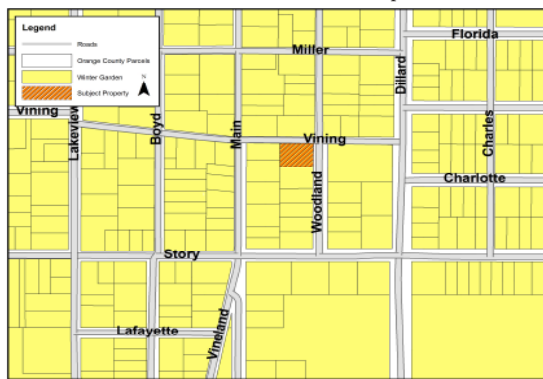 Legend
Roads
Orange County Parcels
Winter Garden
Subject Property
N
Florida
Miller
Dillard
Vining
Lakeview
Boyd
Main
Vining
Charles
Charlotte
Woodland
Story
Lafayette
Vineland